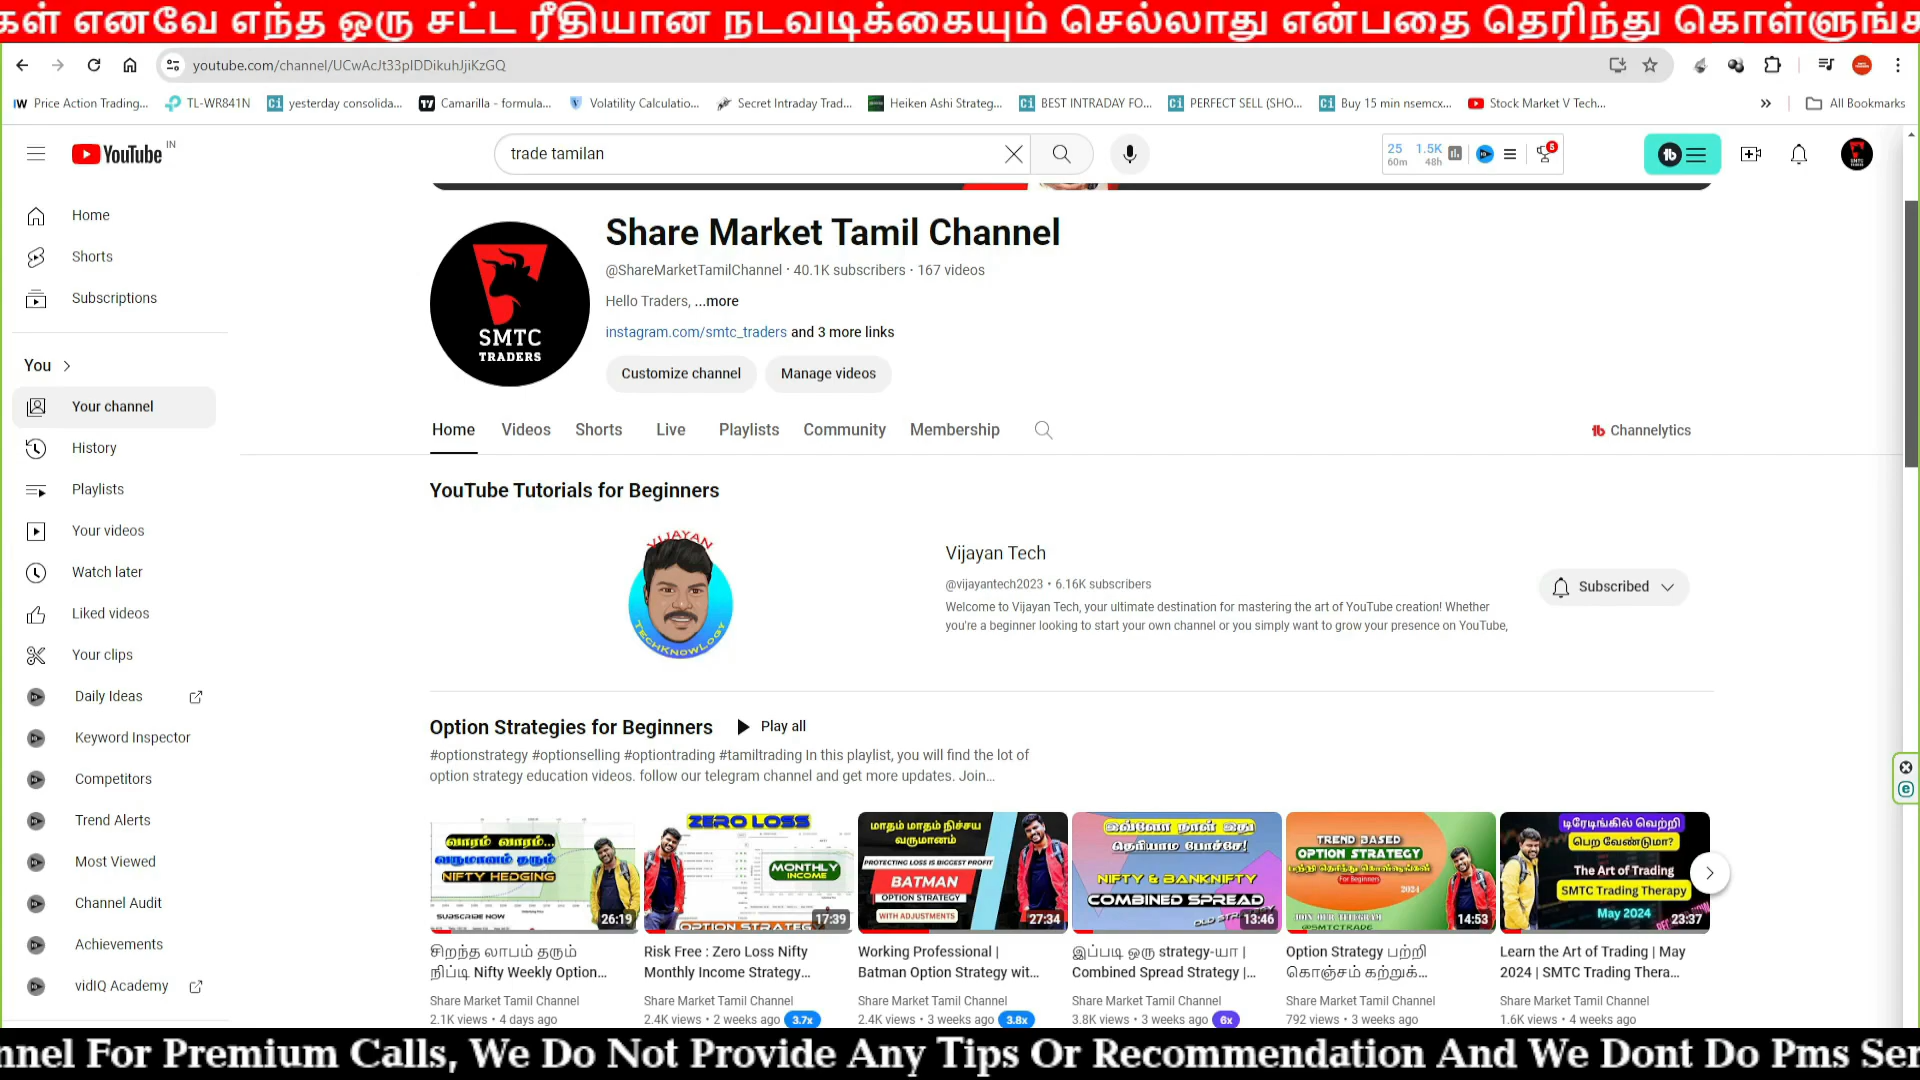 கள் எனவே எந்த ஒரு சட்ட ரீதியான நடவடிக்கையும் செல்லாது என்பதை தெரிந்து கொள்ளுங்க
youtube.com/channel/UCwAcJt33plDDikuhJjiKzGQ
Price Action Trading...
TL-WR841N
yesterday consolida...
Camarilla - formula...
Volatility Calculatio...
Secret Intraday Trad...
Heiken Ashi Strateg...
BEST INTRADAY FO...
PERFECT SELL (SHO...
Buy 15 min nsemcx...
Stock Market V Tech...
All Bookmarks
YouTube IN
trade tamilan
25 60m
1.5K 48h
5
Home
Shorts
Subscriptions
You
Your channel
History
Playlists
Your videos
Watch later
Liked videos
Your clips
Daily Ideas
Keyword Inspector
Competitors
Trend Alerts
Most Viewed
Channel Audit
Achievements
vidIQ Academy
SMTC
TRADERS
Share Market Tamil Channel
@ShareMarketTamilChannel • 40.1K subscribers • 167 videos
Hello Traders, ...more
instagram.com/smtc_traders and 3 more links
Customize channel
Manage videos
Home Videos Shorts Live Playlists Community Membership
Channelytics
YouTube Tutorials for Beginners
VIJAYAN
TECHKNOWLOGY
Vijayan Tech
@vijayantech2023 • 6.16K subscribers
Welcome to Vijayan Tech, your ultimate destination for mastering the art of YouTube creation! Whether
you're a beginner looking to start your own channel or you simply want to grow your presence on YouTube,
Subscribed
Option Strategies for Beginners
Play all
#optionstrategy #optionselling #optiontrading #tamiltrading In this playlist, you will find the lot of
option strategy education videos. follow our telegram channel and get more updates. Join...
வாரம் வாரம்...
வருமானம் தரும்
NIFTY HEDGING
SUBSCRIBE NOW
26:19
சிறந்த லாபம் தரும்
நிப்டி Nifty Weekly Option...
Share Market Tamil Channel
2.1K views • 4 days ago
ZERO LOSS
MONTHLY
INCOME
OPTION STRATEG
17:39
Risk Free : Zero Loss Nifty
Monthly Income Strategy...
Share Market Tamil Channel
2.4K views • 2 weeks ago 3.7x
மாதம் மாதம் நிச்சய
வருமானம்
PROTECTING LOSS IS BIGGEST PROFIT
BATMAN
OPTION STRATEGY
WITH ADJUSTMENTS
27:34
Working Professional |
Batman Option Strategy wit...
Share Market Tamil Channel
2.4K views • 3 weeks ago 3.8x
இவ்ளோ நாள் இது
தெரியாம போச்சே!
NIFTY & BANKNIFTY
COMBINED SPREAD
13:46
இப்படி ஒரு strategy-யா |
Combined Spread Strategy |...
Share Market Tamil Channel
3.8K views • 3 weeks ago 6x
TREND BASED
OPTION STRATEGY
பற்றி தெரிந்து கொள்ளுங்கள்
For Beginners
2024
JOIN OUR TELEGRAM
@SMTCTRADE
14:53
Option Strategy பற்றி
கொஞ்சம் கற்றுக்...
Share Market Tamil Channel
792 views • 3 weeks ago
டிரேடிங்கில் வெற்றி
பெற வேண்டுமா?
The Art of Trading
SMTC Trading Therapy
May 2024
23:37
Learn the Art of Trading | May
2024 | SMTC Trading Thera...
Share Market Tamil Channel
1.6K views • 4 weeks ago
nnel For Premium Calls, We Do Not Provide Any Tips Or Recommendation And We Dont Do Pms Ser